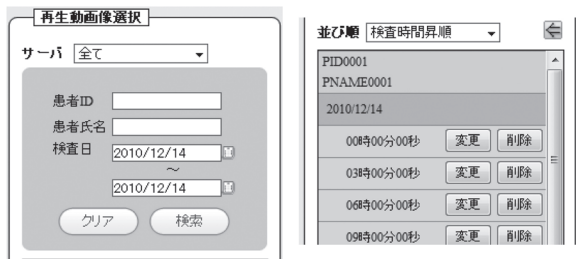 再生動画像選択
サーバ 全て
患者ID
患者氏名
検査日 2010/12/14
～
2010/12/14
クリア 検索
並び順 検査時間昇順
PID0001
PNAME0001
2010/12/14
00時00分00秒 変更 削除
03時00分00秒 変更 削除
06時00分00秒 変更 削除
09時00分00秒 変更 削除